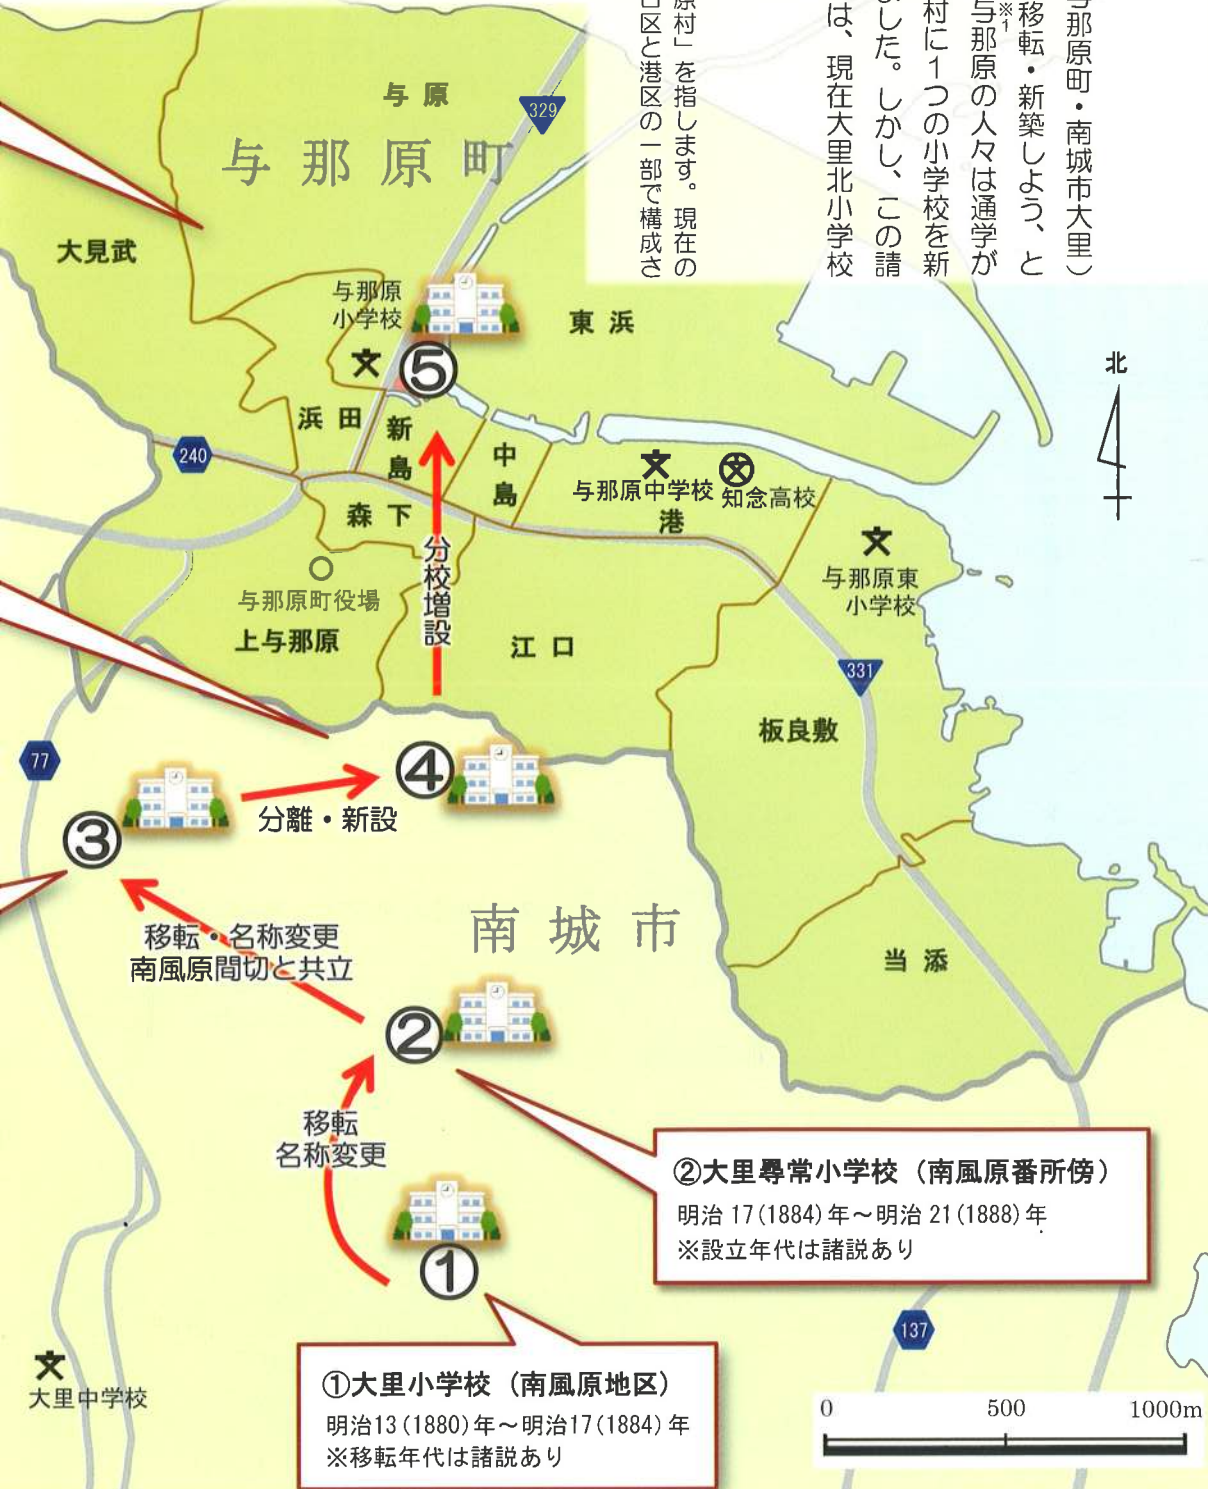 与那原町・南城市大里）
移転・新築しよう、と
※1
与那原の人々は通学が
村に１つの小学校を新
ました。しかし、この請
は、現在大里北小学校
原村」を指します。現在の
口区と港区の一部で構成さ
与原
329
与那原町
大見武
与那原
小学校
東浜
⑤
北
浜田
新島
240
中島
与那原中学校
知念高校
港
森下
分校増設
与那原東
小学校
与那原町役場
上与那原
江口
331
板良敷
77
④
分離・新設
③
南城市
移転・名称変更
南風原間切と共立
当添
②
移転
名称変更
②大里尋常小学校（南風原番所傍）
明治 17(1884)年～明治 21(1888)年
※設立年代は諸説あり
①
137
大里中学校
①大里小学校（南風原地区）
明治13(1880)年～明治17(1884)年
※移転年代は諸説あり
0 500 1000m